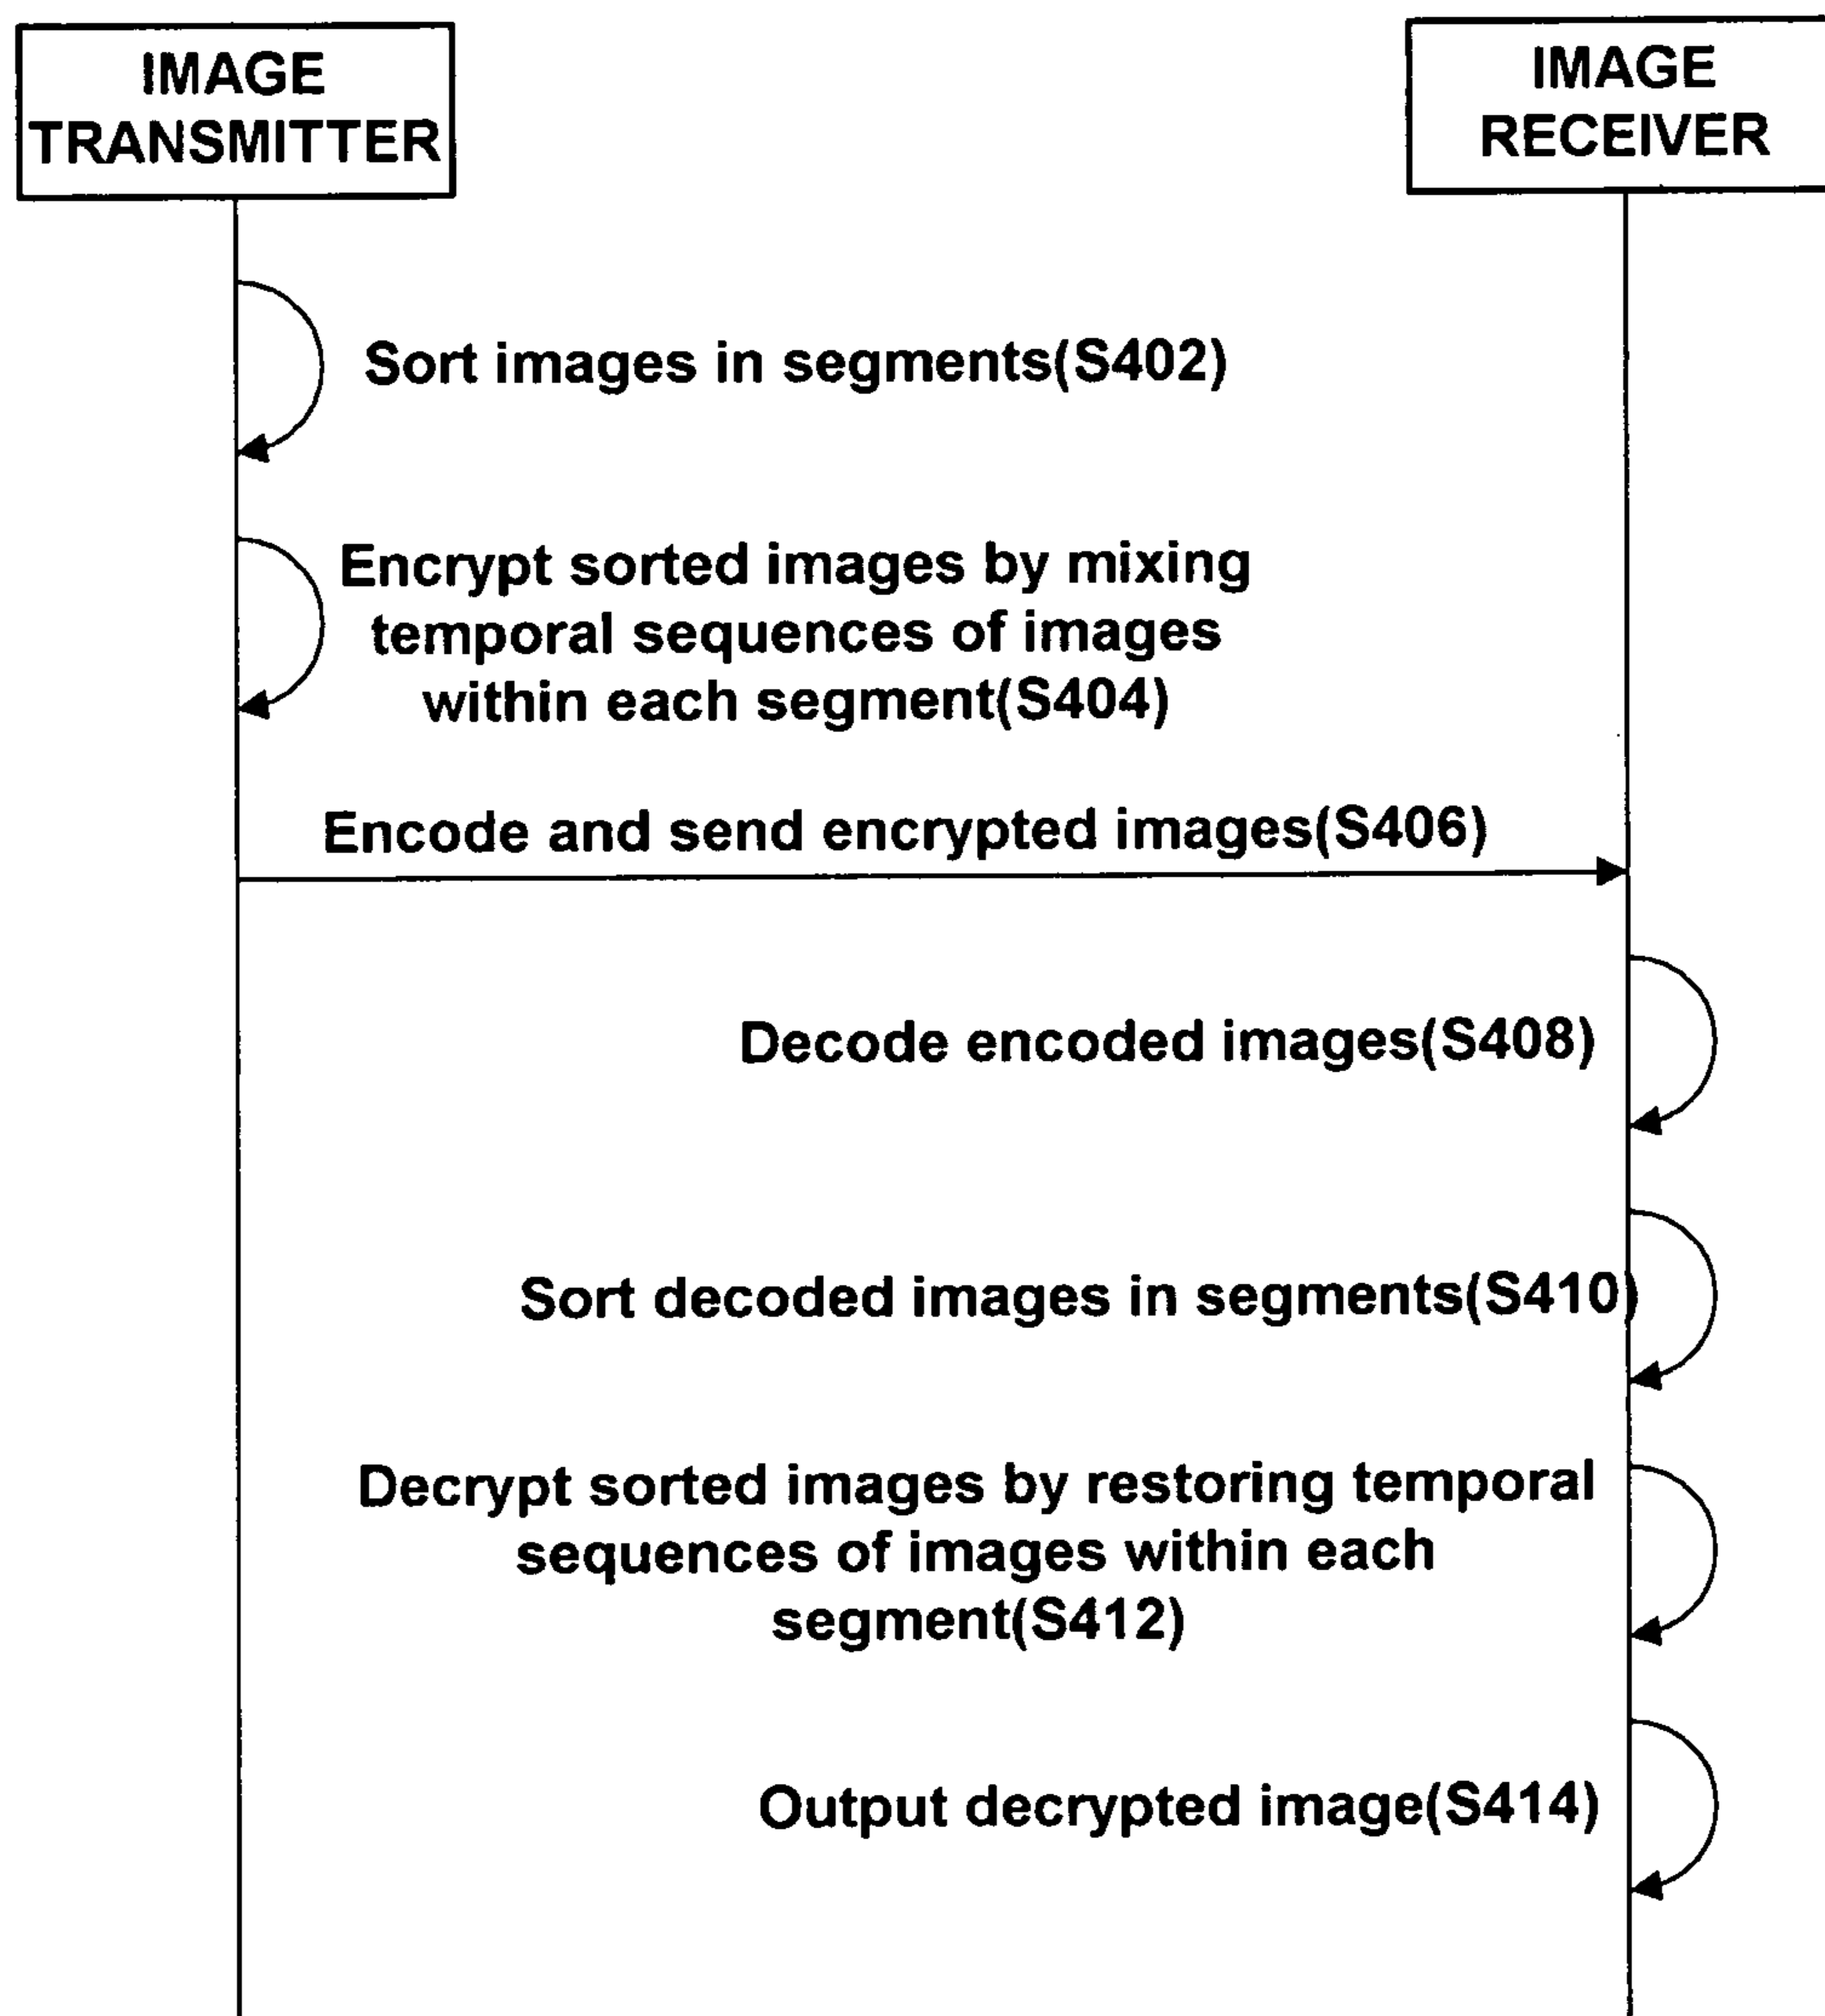 IMAGE
TRANSMITTER
IMAGE
RECEIVER
Sort images in segments(S402)
Encrypt sorted images by mixing
temporal sequences of images
within each segment(S404)
Encode and send encrypted images(S406)
Decode encoded images(S408)
Sort decoded images in segments(S410)
Decrypt sorted images by restoring temporal
sequences of images within each
segment(S412)
Output decrypted image(S414)